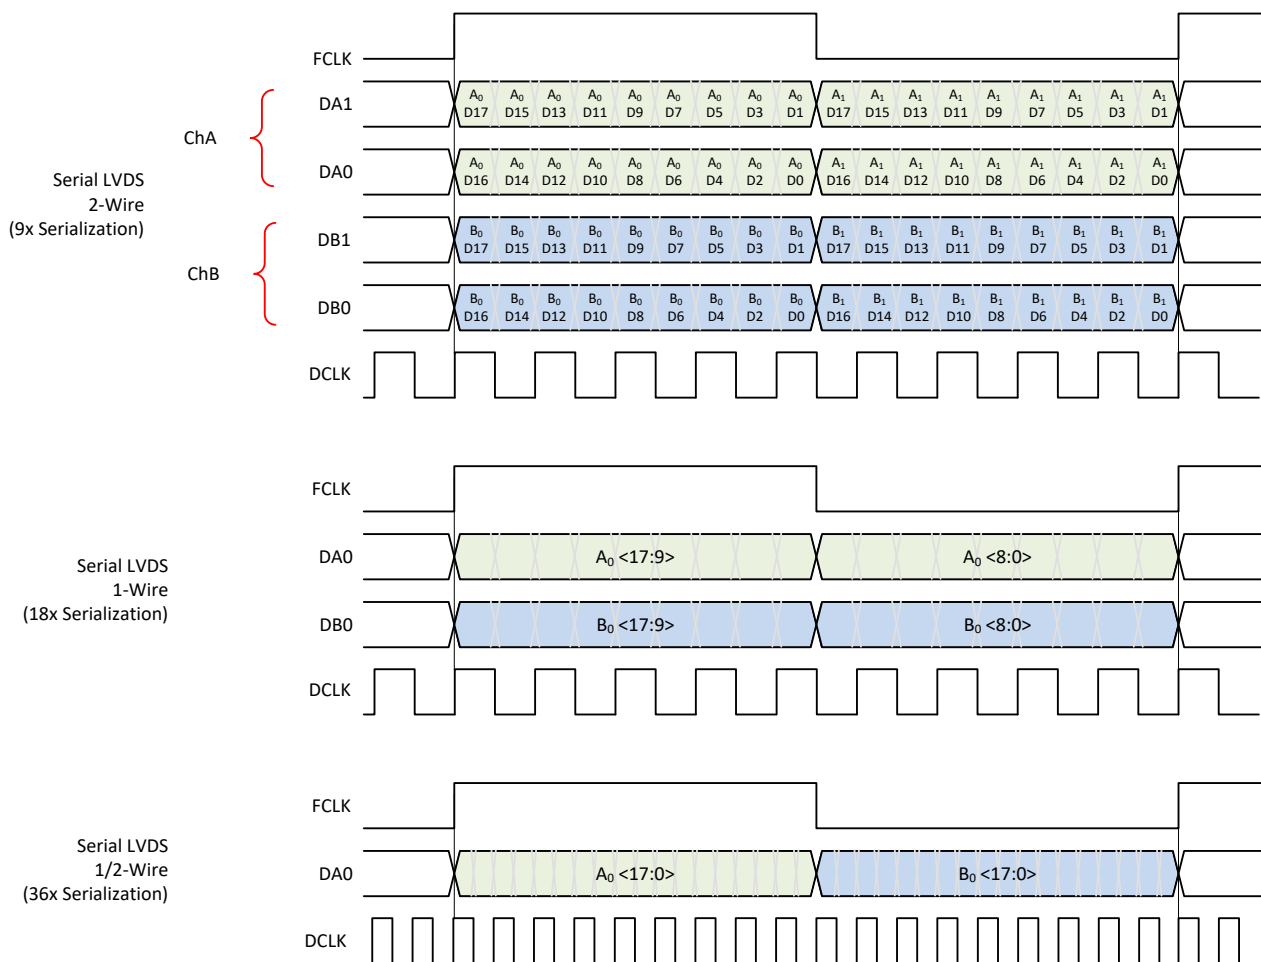 FCLK
DA1
A0 A0 A0 A0 A0 A0 A0 A0 A0 A1 A1 A1 A1 A1 A1 A1 A1 A1
D17 D15 D13 D11 D9 D7 D5 D3 D1 D17 D15 D13 D11 D9 D7 D5 D3 D1
ChA
DA0
A0 A0 A0 A0 A0 A0 A0 A0 A0 A1 A1 A1 A1 A1 A1 A1 A1 A1
D16 D14 D12 D10 D8 D6 D4 D2 D0 D16 D14 D12 D10 D8 D6 D4 D2 D0
Serial LVDS
2-Wire
(9x Serialization)
DB1
B0 B0 B0 B0 B0 B0 B0 B0 B0 B1 B1 B1 B1 B1 B1 B1 B1 B1
D17 D15 D13 D11 D9 D7 D5 D3 D1 D17 D15 D13 D11 D9 D7 D5 D3 D1
ChB
DB0
B0 B0 B0 B0 B0 B0 B0 B0 B0 B1 B1 B1 B1 B1 B1 B1 B1 B1
D16 D14 D12 D10 D8 D6 D4 D2 D0 D16 D14 D12 D10 D8 D6 D4 D2 D0
DCLK
FCLK
DA0
A0 <17:9> A0 <8:0>
Serial LVDS
1-Wire
(18x Serialization)
DB0
B0 <17:9> B0 <8:0>
DCLK
FCLK
Serial LVDS
1/2-Wire
(36x Serialization)
DA0
A0 <17:0> B0 <17:0>
DCLK